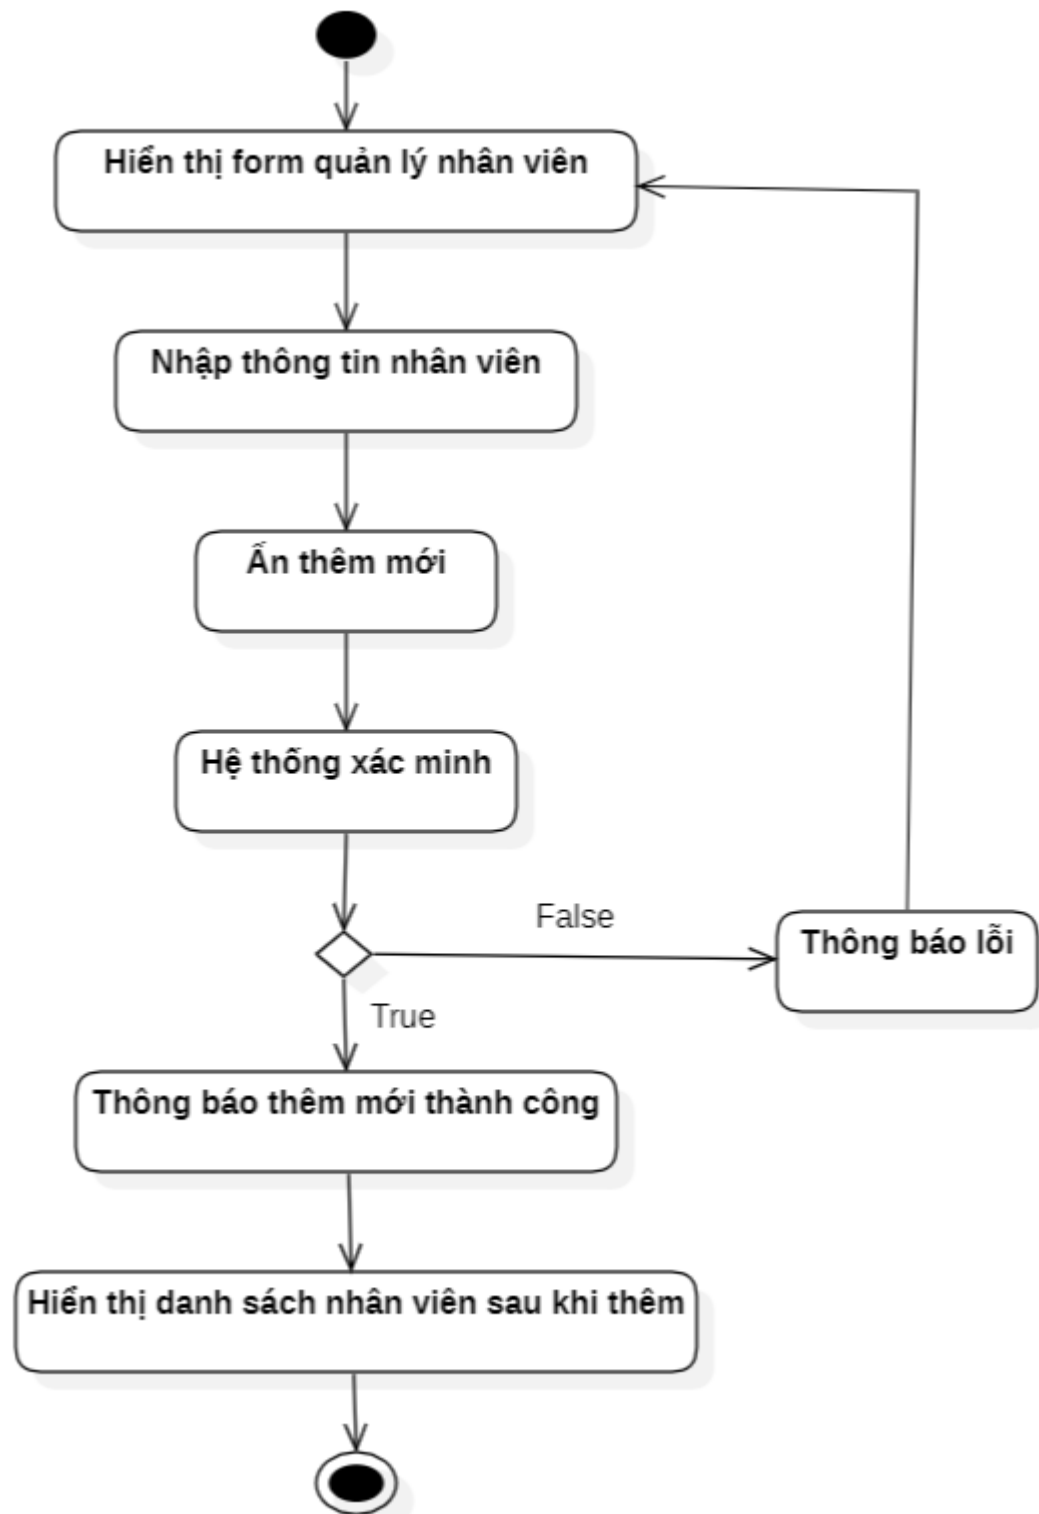 Hiển thị form quản lý nhân viên
Nhập thông tin nhân viên
Ấn thêm mới
Hệ thống xác minh
False
Thông báo lỗi
True
Thông báo thêm mới thành công
Hiển thị danh sách nhân viên sau khi thêm